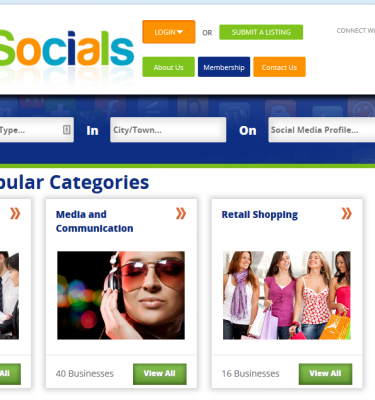 Socials
LOGIN OR SUBMIT A LISTING CONNECT WI
About Us Membership Contact Us
Type... In City/Town... On Social Media Profile...
pular Categories
Media and
Communication
Retail Shopping
All
40 Businesses View All
16 Businesses View All